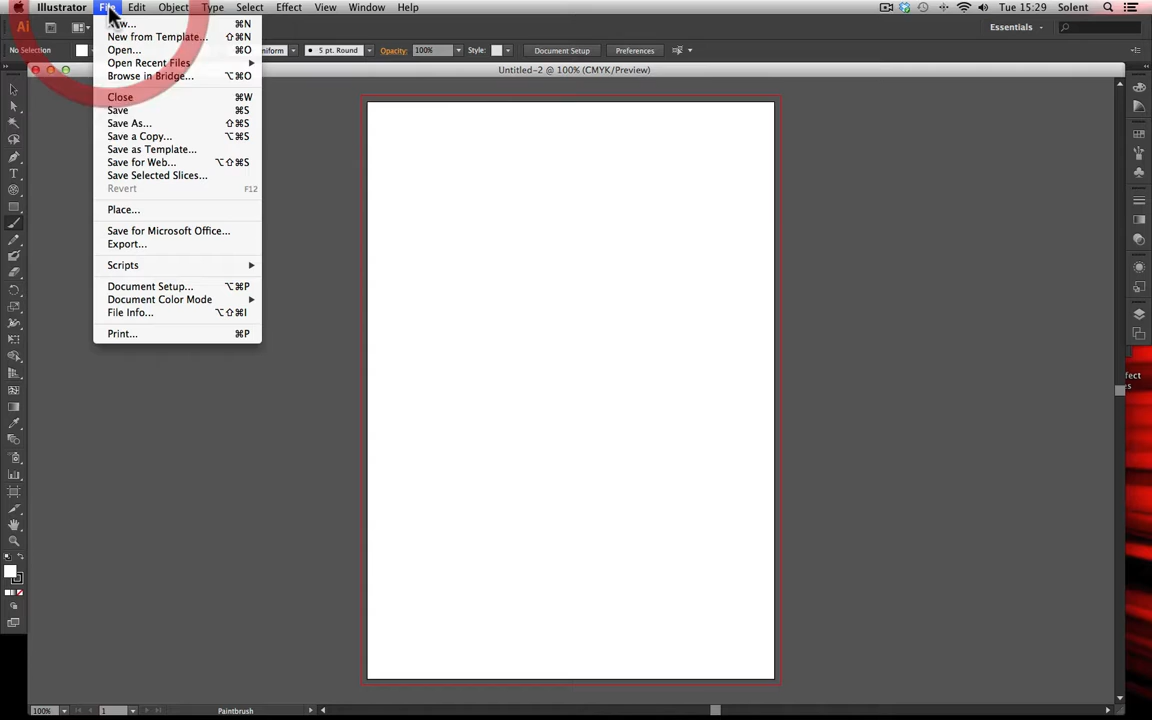 Illustrator File Edit Object Type Select Effect View Window Help Tue 15:29 Solent
Ai Essentials
No Selection 5 pt. Round Opacity: 100% Style: Document Setup Preferences
Untitled-2 @ 100% (CMYK/Preview)
⌘N
New from Template... ⇧⌘N
Open... ⌘O
Open Recent Files
Browse in Bridge... ⌥⌘O
Close ⌘W
Save ⌘S
Save As... ⇧⌘S
Save a Copy... ⌥⌘S
Save as Template...
Save for Web... ⌥⇧⌘S
Save Selected Slices...
Revert F12
Place...
Save for Microsoft Office...
Export...
Scripts
Document Setup... ⌥⌘P
Document Color Mode
File Info... ⌥⇧⌘I
Print... ⌘P
100% 1 Paintbrush